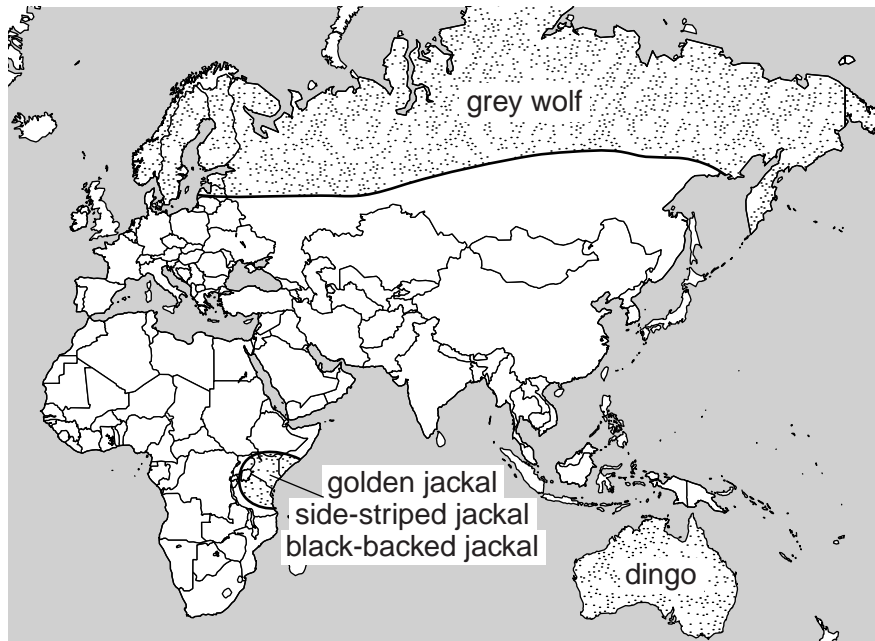 grey wolf
golden jackal
side-striped jackal
black-backed jackal
dingo